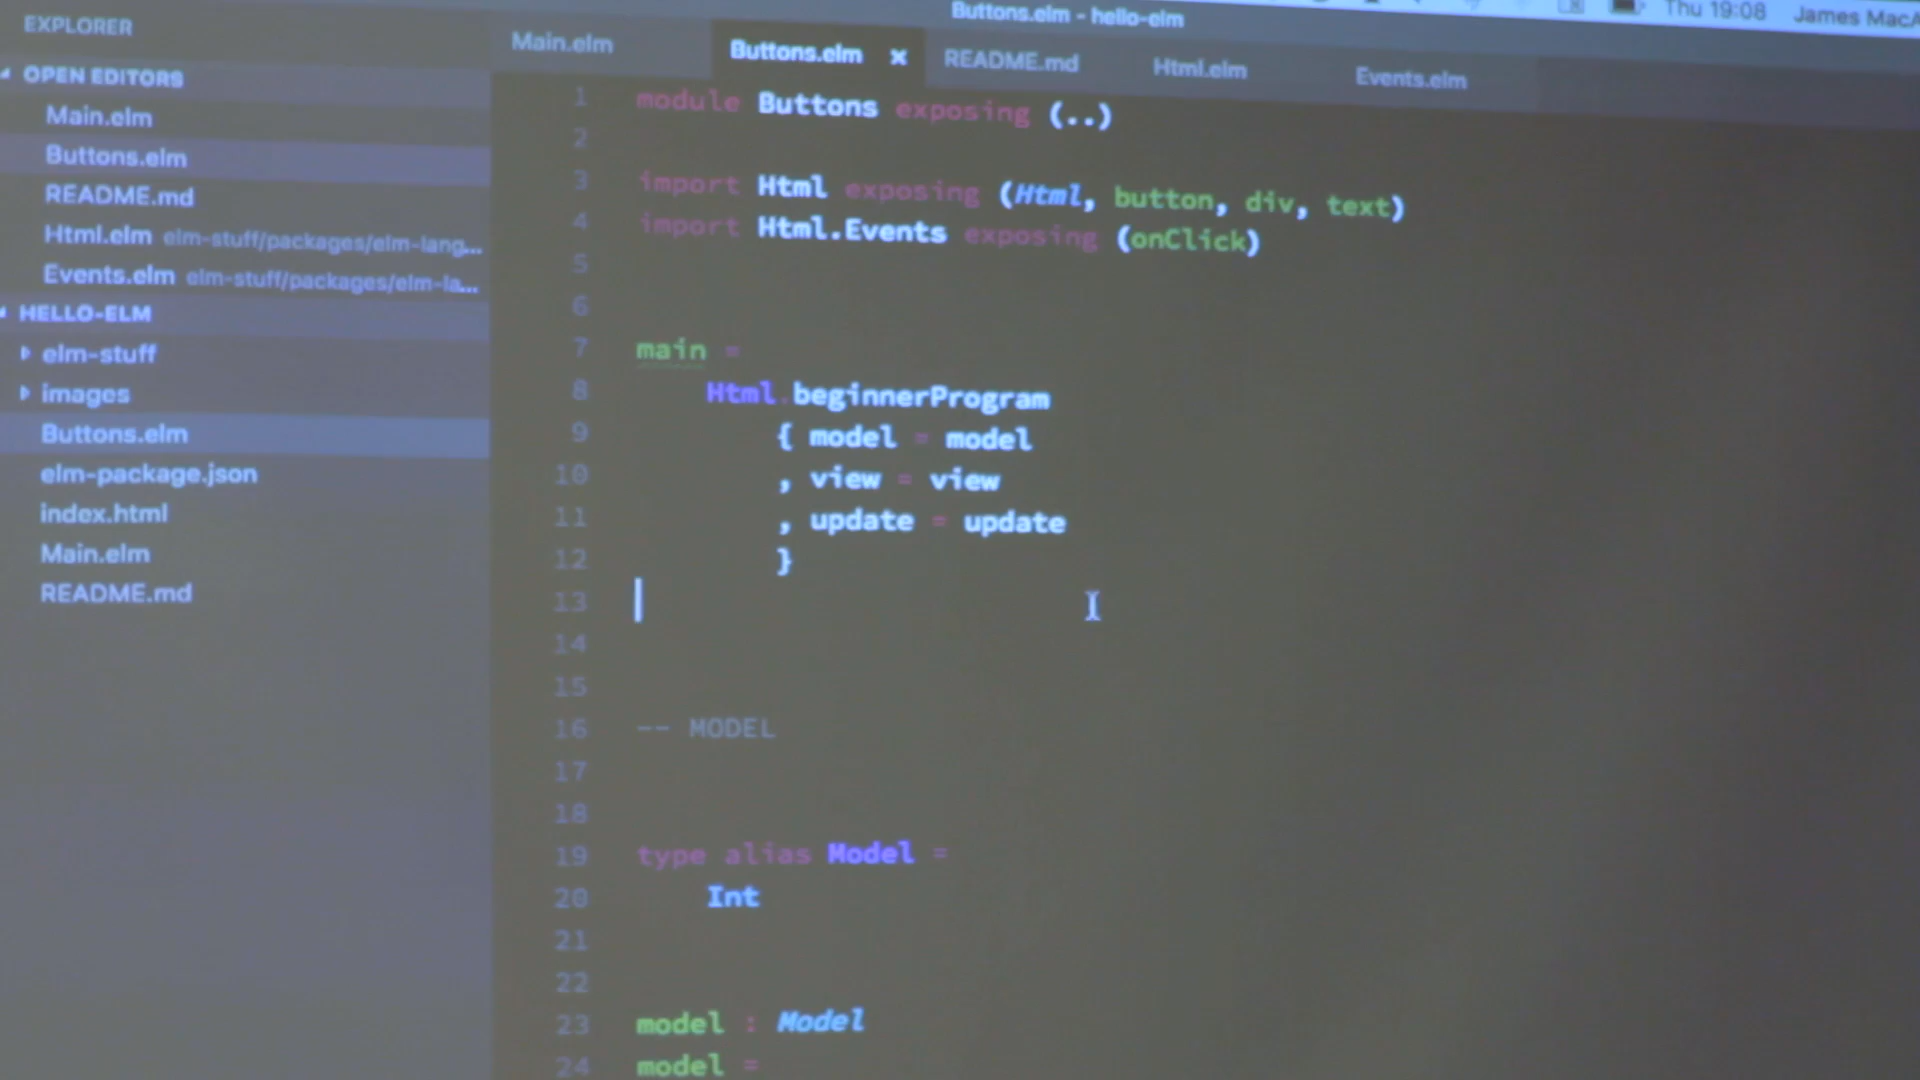 Buttons.elm - hello-elm
Thu 19:08
James
EXPLORER
OPEN EDITORS
Main.elm
Buttons.elm
README.md
Html.elm elm-stuff/packages/elm-lang...
Events.elm elm-stuff/packages/elm-la...
HELLO-ELM
elm-stuff
images
Buttons.elm
elm-package.json
index.html
Main.elm
README.md
Main.elm
Buttons.elm x
README.md
Html.elm
Events.elm
1 module Buttons exposing (..)
2
3 import Html exposing (Html, button, div, text)
4 import Html.Events exposing (onClick)
5
6
7 main =
8 Html.beginnerProgram
9 { model = model
10 , view = view
11 , update = update
12 }
13
14
15
16 -- MODEL
17
18
19 type alias Model =
20 Int
21
22
23 model : Model
24 model =